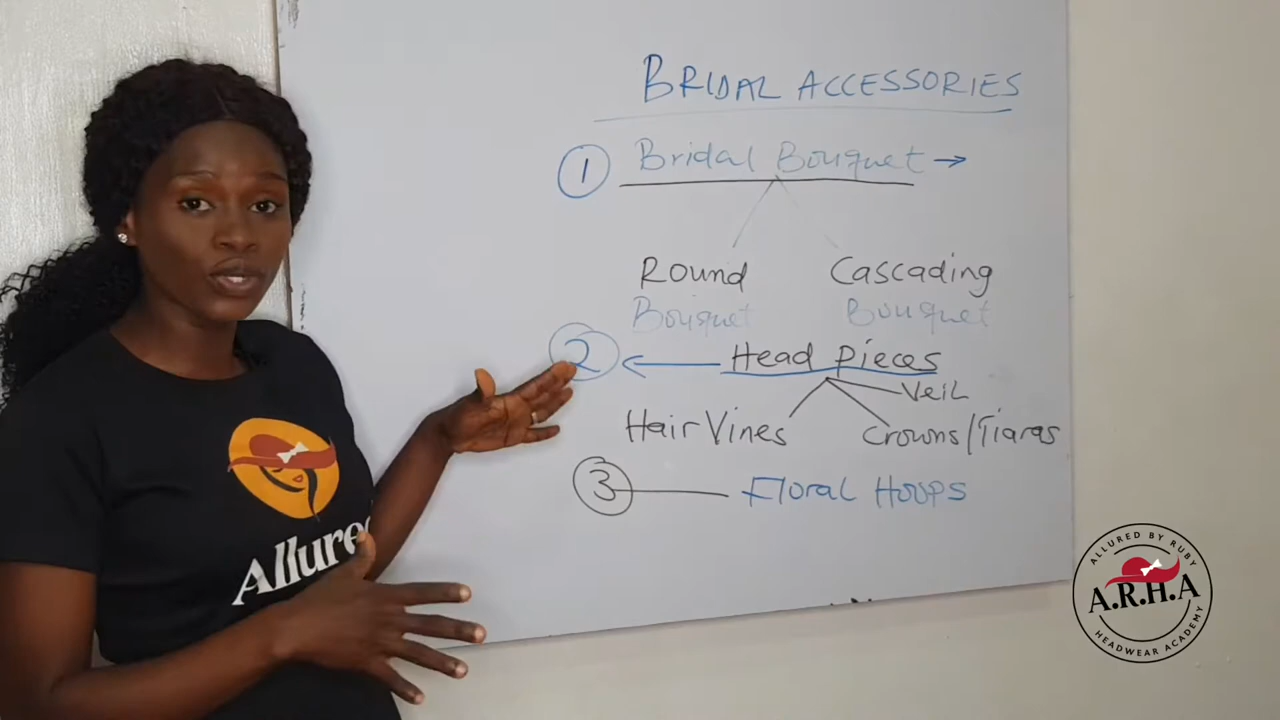 BRIDAL ACCESSORIES
1 Bridal Bouquet →
Round Cascading
Bouquet Bouquet
2 ← Head pieces
Veil
Hair Vines Crowns/Tiaras
3 Floral Hoops
Allured
ALLURED BY RUBY
A.R.H.A
HEADWEAR ACADEMY